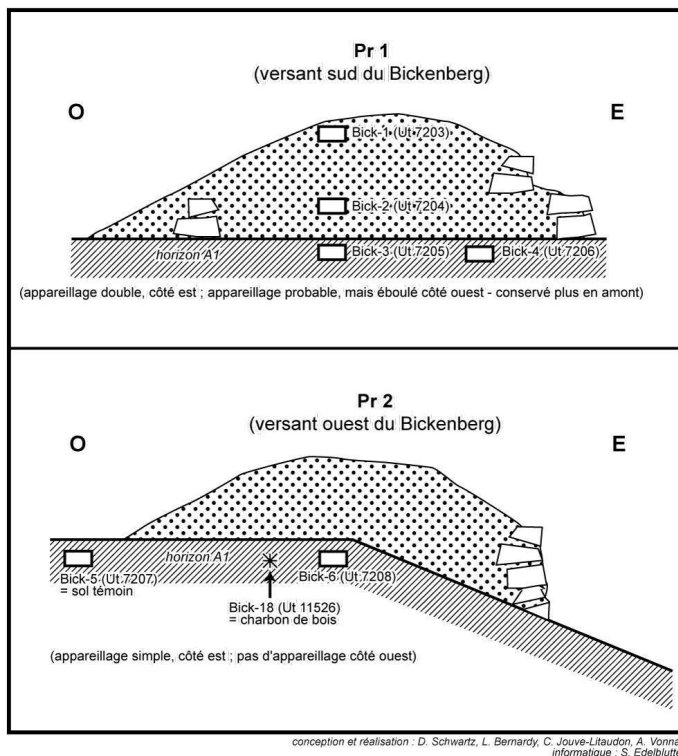 Pr 1
(versant sud du Bickenberg)
O
E
Bick-1 (Ut 7203)
Bick-2 (Ut 7204)
Bick-3 (Ut 7205)
Bick-4 (Ut 7206)
horizon A1
(appareillage double, côté est ; appareillage probable, mais éboulé côté ouest - conservé plus en amont)
Pr 2
(versant ouest du Bickenberg)
O
E
horizon A1
Bick-5 (Ut 7207)
= sol témoin
Bick-6 (Ut 7208)
Bick-18 (Ut 11526)
= charbon de bois
(appareillage simple, côté est ; pas d'appareillage côté ouest)
conception et réalisation : D. Schwartz, L. Bernardy, C. Jouve-Litaudon, A. Vonna
informatique : S. Edelblutte